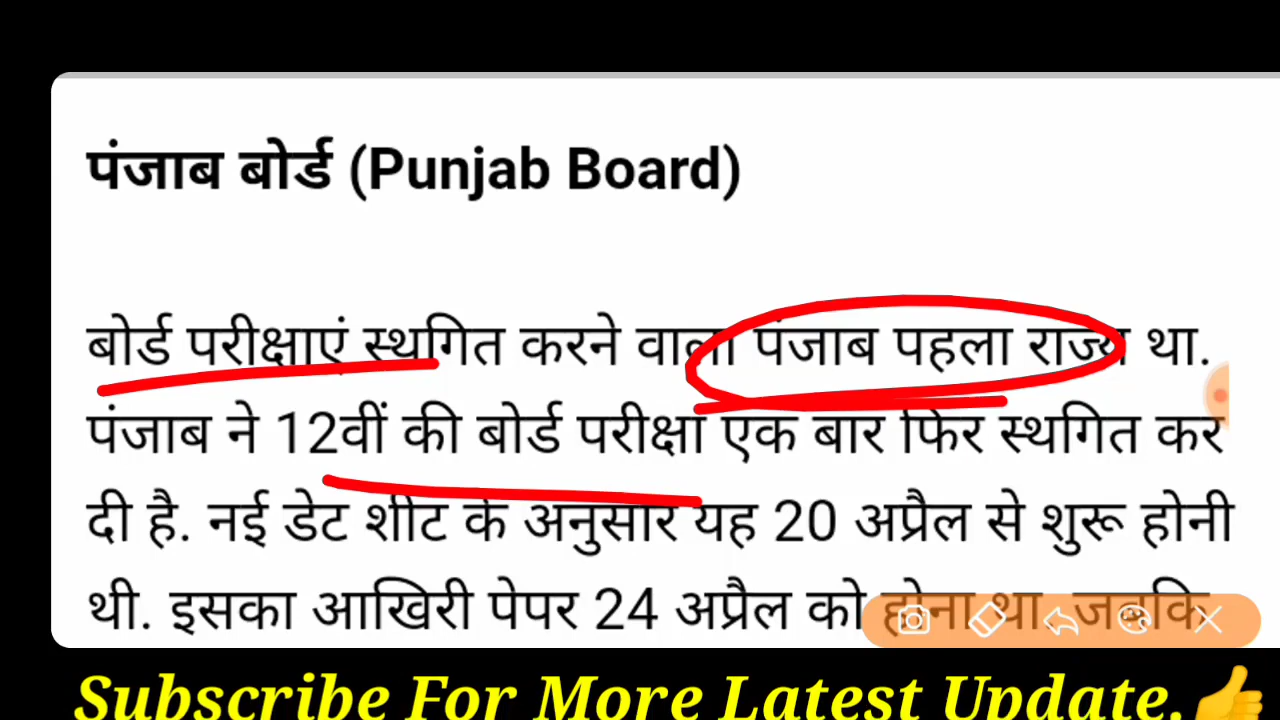 पंजाब बोर्ड (Punjab Board)
बोर्ड परीक्षाएं स्थगित करने वाला पंजाब पहला राज्य था.
पंजाब ने 12वीं की बोर्ड परीक्षा एक बार फिर स्थगित कर
दी है. नई डेट शीट के अनुसार यह 20 अप्रैल से शुरू होनी
थी. इसका आखिरी पेपर 24 अप्रैल को होना था. जबकि
Subscribe For More Latest Update.